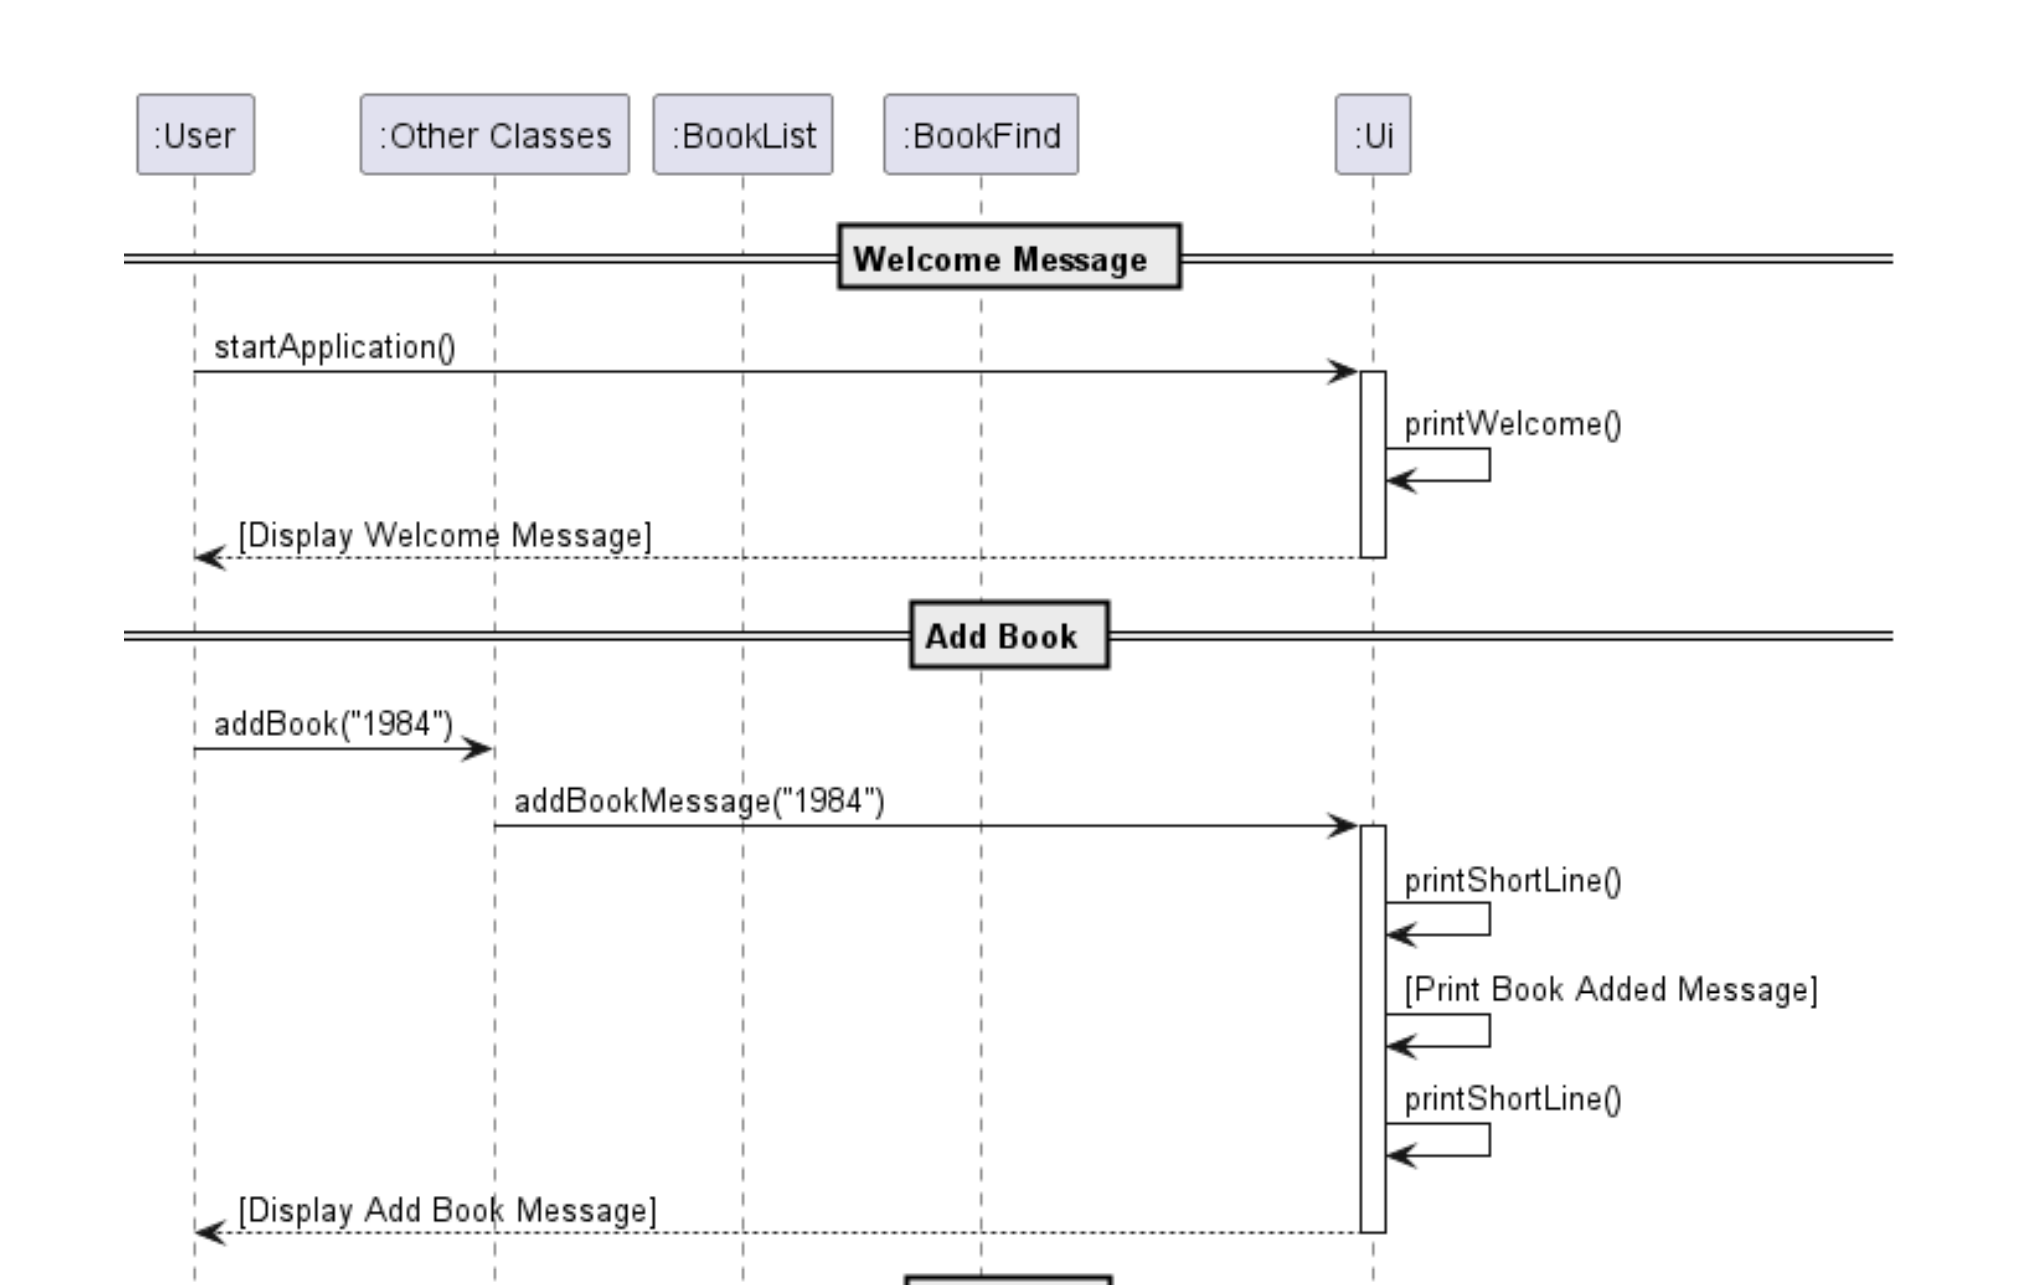 :User
:Other Classes
:BookList
:BookFind
:Ui
Welcome Message
startApplication()
printWelcome()
[Display Welcome Message]
Add Book
addBook("1984")
addBookMessage("1984")
printShortLine()
[Print Book Added Message]
printShortLine()
[Display Add Book Message]